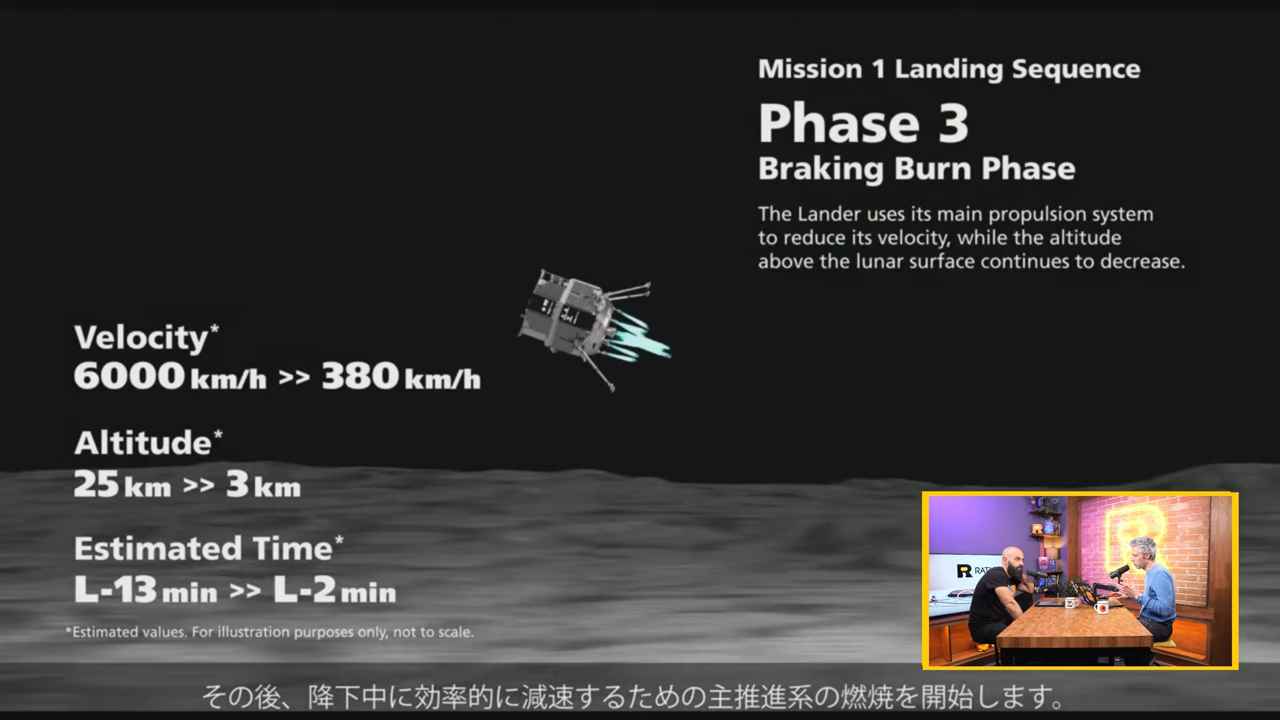 Mission 1 Landing Sequence
Phase 3
Braking Burn Phase
The Lander uses its main propulsion system
to reduce its velocity, while the altitude
above the lunar surface continues to decrease.
Velocity*
6000 km/h >> 380 km/h
Altitude*
25 km >> 3 km
Estimated Time*
L-13 min >> L-2 min
*Estimated values. For illustration purposes only, not to scale.
その後、降下中に効率的に減速するための主推進系の燃焼を開始します。